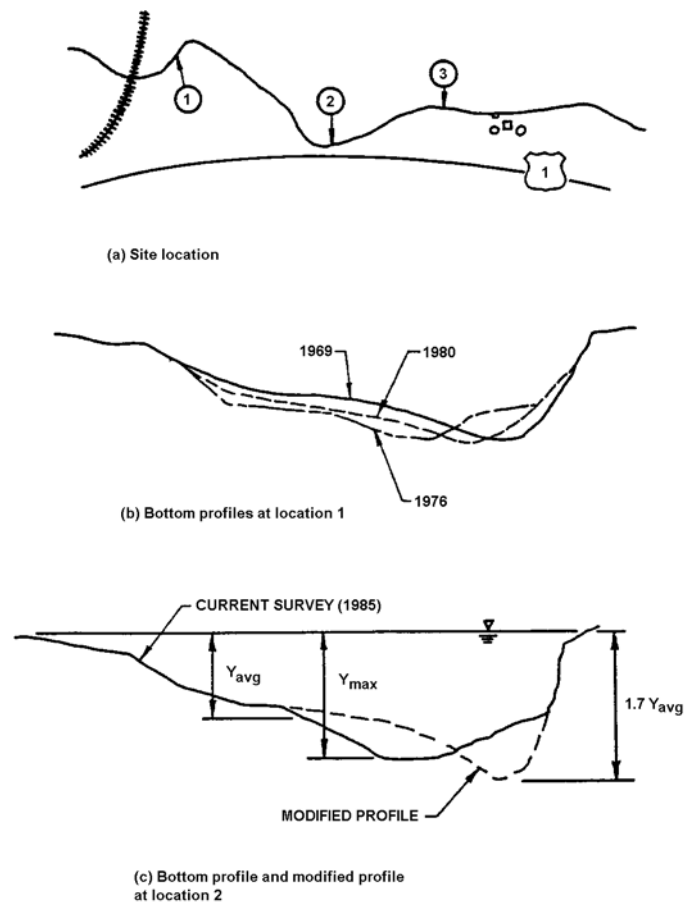 1
2
3
1
(a) Site location
1969
1980
1976
(b) Bottom profiles at location 1
CURRENT SURVEY (1985)
Yavg
Ymax
1.7 Yavg
MODIFIED PROFILE
(c) Bottom profile and modified profile
at location 2